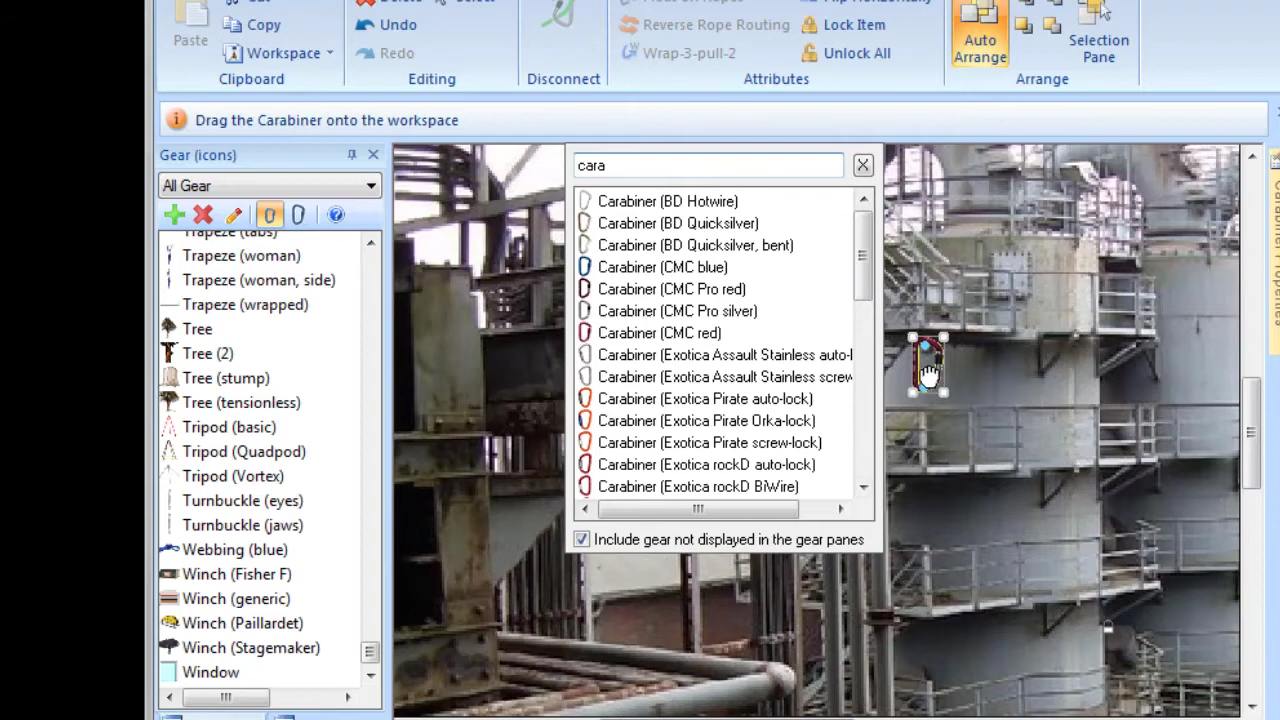 Copy
Paste
Workspace
Clipboard
Delete
Select
Undo
Redo
Editing
Disconnect
Reverse Rope Routing
Wrap-3-pull-2
Flip Horizontally
Lock Item
Unlock All
Attributes
Auto
Arrange
Selection
Pane
Arrange
Drag the Carabiner onto the workspace
Gear (icons)
All Gear
Trapeze (tabs)
Trapeze (woman)
Trapeze (woman, side)
Trapeze (wrapped)
Tree
Tree (2)
Tree (stump)
Tree (tensionless)
Tripod (basic)
Tripod (Quadpod)
Tripod (Vortex)
Turnbuckle (eyes)
Turnbuckle (jaws)
Webbing (blue)
Winch (Fisher F)
Winch (generic)
Winch (Paillardet)
Winch (Stagemaker)
Window
cara
Carabiner (BD Hotwire)
Carabiner (BD Quicksilver)
Carabiner (BD Quicksilver, bent)
Carabiner (CMC blue)
Carabiner (CMC Pro red)
Carabiner (CMC Pro silver)
Carabiner (CMC red)
Carabiner (Exotica Assault Stainless auto-l
Carabiner (Exotica Assault Stainless screw
Carabiner (Exotica Pirate auto-lock)
Carabiner (Exotica Pirate Orka-lock)
Carabiner (Exotica Pirate screw-lock)
Carabiner (Exotica rockD auto-lock)
Carabiner (Exotica rockD BiWire)
Include gear not displayed in the gear panes